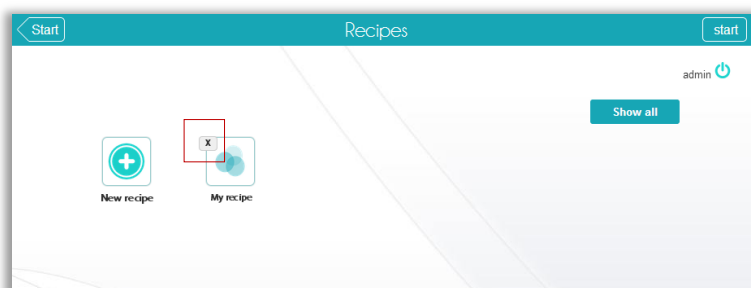 Start
Recipes
start
admin
Show all
X
New recipe
My recipe